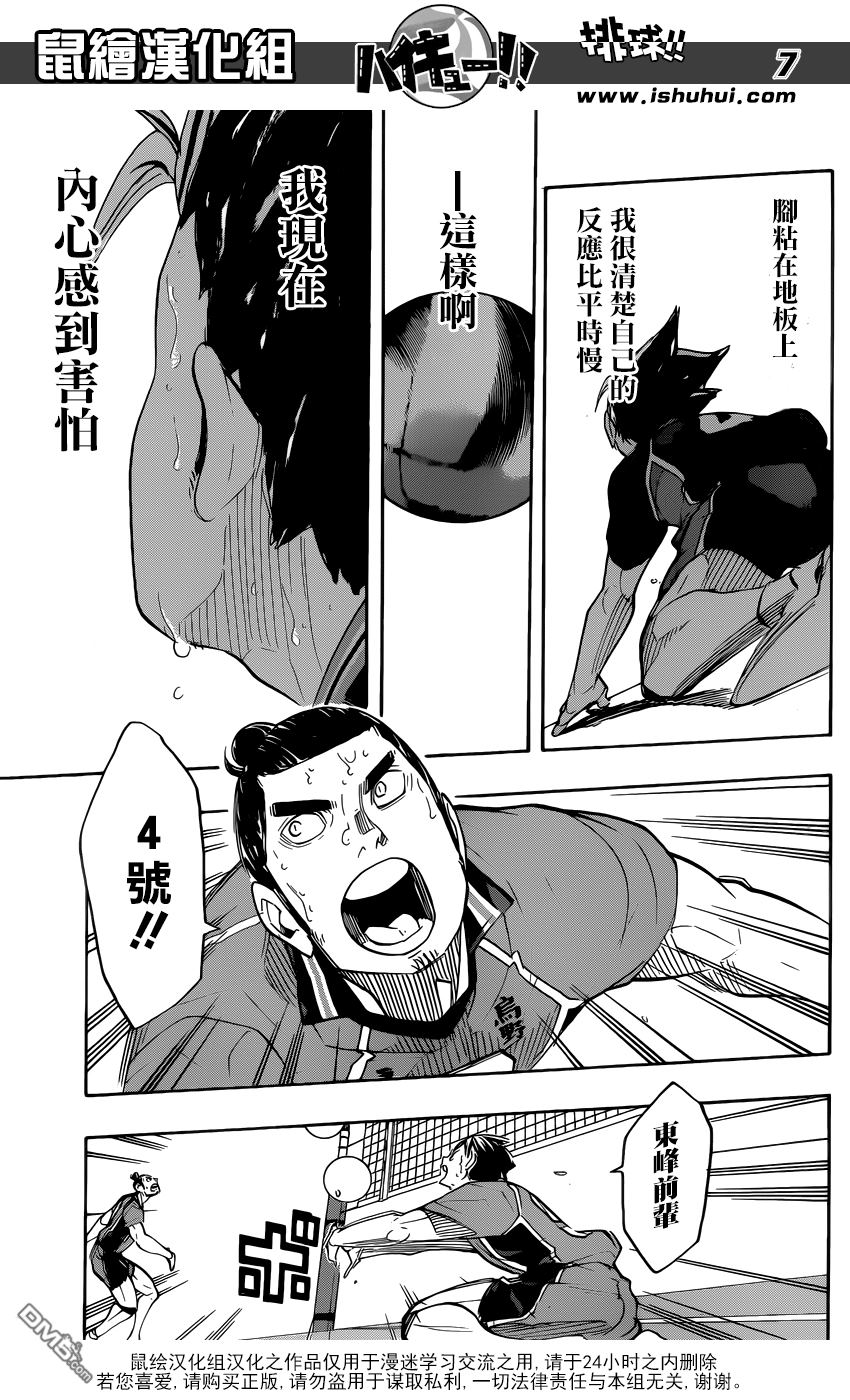 鼠繪漢化組
ハイキュー!!
排球!!
7
www.ishuhui.com
腳粘在地板上
我很清楚自己的
反應比平時慢
—這樣啊
我現在
內心感到害怕
4號!!
烏野
東峰前輩
DM5.com
鼠绘汉化组汉化之作品仅用于漫迷学习交流之用,请于24小时之内删除
若您喜爱,请购买正版,请勿盗用于谋取私利,一切法律责任与本组无关,谢谢。